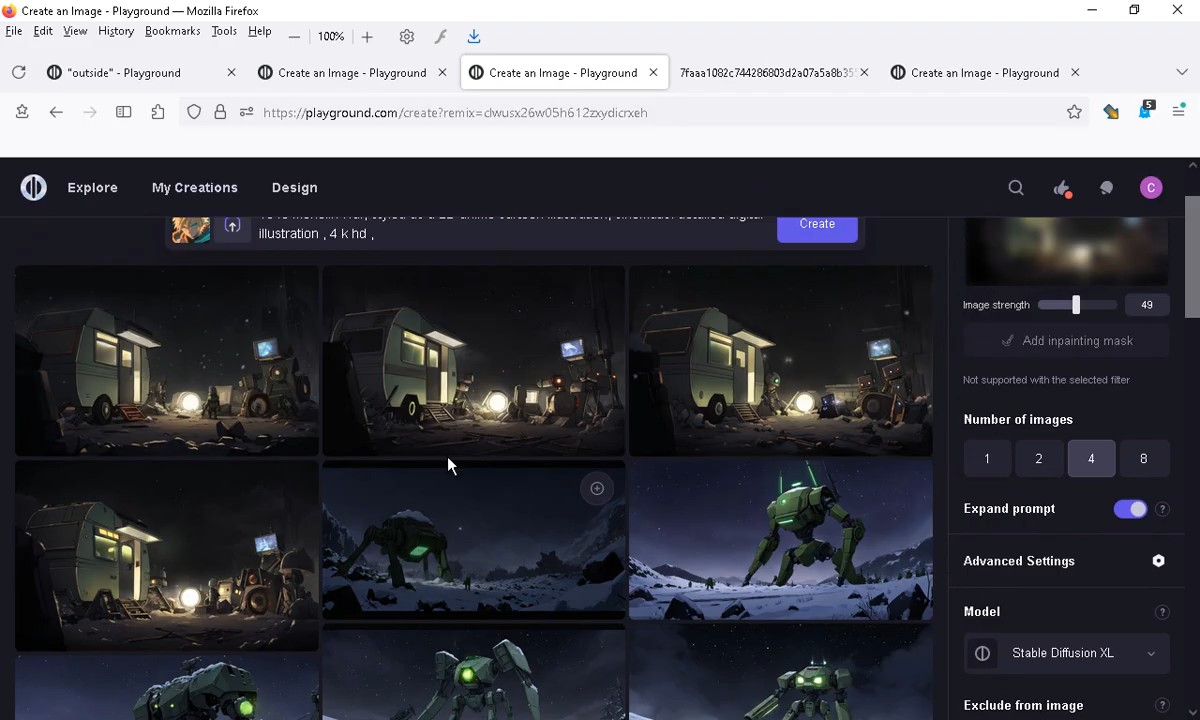 Create an Image - Playground — Mozilla Firefox
File Edit View History Bookmarks Tools Help 100%
"outside" - Playground
Create an Image - Playground
Create an Image - Playground
7faaa1082c744286803d2a07a5a8b35
Create an Image - Playground
https://playground.com/create?remix=clwusx26w05h612zxydicrxeh
5
Explore My Creations Design
C
illustration , 4 k hd ,
Create
Image strength 49
Add inpainting mask
Not supported with the selected filter
Number of images
1 2 4 8
Expand prompt ?
Advanced Settings
Model ?
Stable Diffusion XL
Exclude from image ?